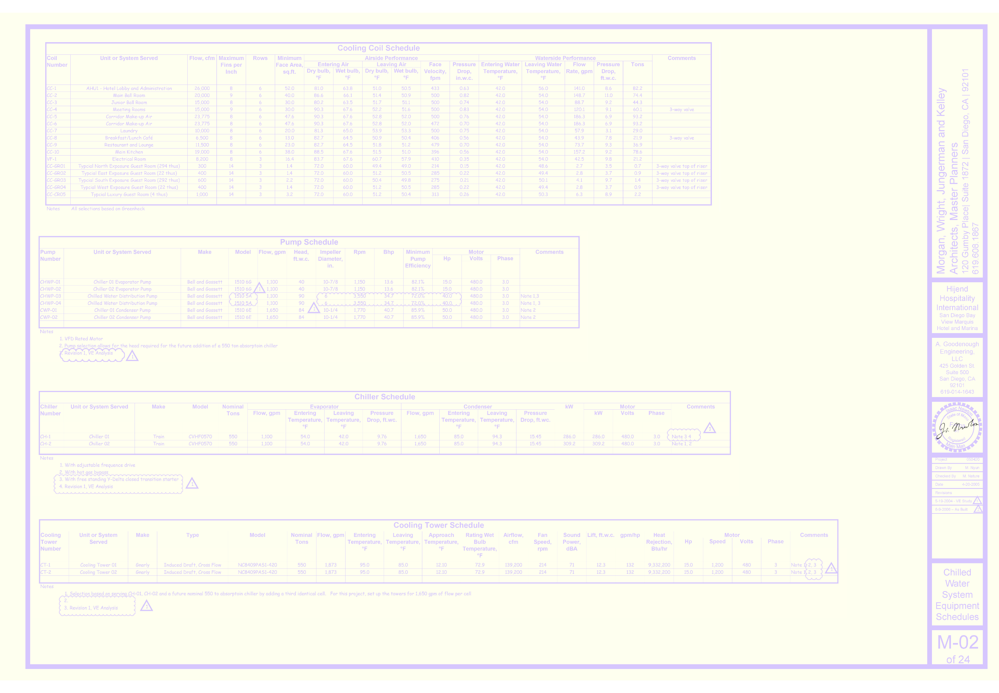 Cooling Coil Schedule
Coil Number | Unit or System Served | Flow, cfm | Maximum Fins per Inch | Rows | Minimum Face Area, sq.ft. | Airside Performance | Waterside Performance | Comments
Entering Air | Leaving Air | Face Velocity, fpm | Pressure Drop, in.w.c. | Entering Water Temperature, °F | Leaving Water Temperature, °F | Flow Rate, gpm | Pressure Drop, ft.w.c. | Tons
Dry bulb, °F | Wet bulb, °F | Dry bulb, °F | Wet bulb, °F
CC-1 AHU1 - Hotel Lobby and Administration 26,000 8 6 52.0 81.0 63.8 51.0 50.5 433 0.63 42.0 56.0 141.0 8.6 82.2
CC-2 Main Ball Room 20,000 9 6 40.0 86.6 66.1 51.4 50.9 500 0.82 42.0 54.0 148.7 11.0 74.4
CC-3 Junior Ball Room 15,000 8 6 30.0 80.2 63.5 51.7 51.1 500 0.74 42.0 54.0 88.7 9.2 44.3
CC-4 Meeting Rooms 15,000 9 6 30.0 90.3 67.6 52.2 51.6 500 0.83 42.0 54.0 120.1 9.1 60.1 3-way valve
CC-5 Corridor Make-up Air 23,775 8 6 47.6 90.3 67.6 52.8 52.0 500 0.76 42.0 54.0 186.3 6.9 93.2
CC-6 Corridor Make-up Air 23,775 8 6 47.6 90.3 67.6 52.8 52.0 472 0.70 42.0 54.0 186.3 6.9 93.2
CC-7 Laundry 10,000 8 6 20.0 81.3 65.0 53.9 53.3 500 0.75 42.0 54.0 57.9 3.1 29.0
CC-8 Breakfast/Lunch Café 6,500 8 6 13.0 82.7 64.5 50.9 50.4 406 0.56 42.0 54.0 43.9 7.8 21.9 3-way valve
CC-9 Restaurant and Lounge 11,500 8 6 23.0 82.7 64.5 51.8 51.2 479 0.70 42.0 54.0 73.7 9.3 36.9
CC-10 Main Kitchen 19,000 8 6 38.0 88.5 67.6 51.5 51.0 396 0.56 42.0 54.0 157.2 9.2 78.6
VF-1 Electrical Room 8,200 8 3 16.4 83.7 67.6 60.7 57.9 410 0.35 42.0 54.0 42.5 9.8 21.2
CC-GR01 Typcial North Exposure Guest Room (294 thus) 300 14 3 1.4 72.0 60.0 49.4 49.0 214 0.15 42.0 48.6 2.7 3.5 0.7 3-way valve top of riser
CC-GR02 Typcial East Exposure Guest Room (22 thus) 400 14 3 1.4 72.0 60.0 51.2 50.5 285 0.22 42.0 49.4 2.8 3.7 0.9 3-way valve top of riser
CC-GR03 Typcial South Exposure Guest Room (292 thus) 600 14 3 2.2 72.0 60.0 50.4 49.8 275 0.21 42.0 50.1 4.1 9.7 1.4 3-way valve top of riser
CC-GR04 Typcial West Exposure Guest Room (22 thus) 400 14 3 1.4 72.0 60.0 51.2 50.5 285 0.22 42.0 49.4 2.8 3.7 0.9 3-way valve top of riser
CC-CR05 Typcial Luxury Guest Room (4 thus) 1,000 14 3 3.2 72.0 60.0 51.2 50.4 313 0.26 42.0 50.3 6.3 8.9 2.2
Notes All selections based on Greenheck
Pump Schedule
Pump Number | Unit or System Served | Make | Model | Flow, gpm | Head, ft.w.c. | Impeller Diameter, in. | Rpm | Bhp | Minimum Pump Efficiency | Motor | Comments
Hp | Volts | Phase
CHWP-01 Chiller 01 Evaporator Pump Bell and Gossett 1510 6G 1,100 40 10-7/8 1,150 13.6 82.1% 15.0 480.0 3.0
CHWP-02 Chiller 02 Evaporator Pump Bell and Gossett 1510 6G 1 1,100 40 10-7/8 1,150 13.6 82.1% 15.0 480.0 3.0
CHWP-03 Chilled Water Distribution Pump Bell and Gossett 1510 5A 1,100 90 6 3,550 34.7 72.0% 40.0 480.0 3.0 Note 1,3
CHWP-04 Chilled Water Distribution Pump Bell and Gossett 1510 5A 1,100 90 6 3,550 34.7 72.0% 40.0 480.0 3.0 Note 1, 3
CWP-01 Chiller 01 Condenser Pump Bell and Gossett 1510 6E 1,650 84 1 10-1/4 1,770 40.7 85.9% 50.0 480.0 3.0 Note 2
CWP-02 Chiller 02 Condenser Pump Bell and Gossett 1510 6E 1,650 84 10-1/4 1,770 40.7 85.9% 50.0 480.0 3.0 Note 2
Notes
1. VFD Rated Motor
2. Pump selection allows for the head required for the future addition of a 550 ton absorptoin chiller
3. Revision 1, VE Analysis 1
Chiller Schedule
Chiller Number | Unit or System Served | Make | Model | Nominal Tons | Evaporator | Condenser | kW | Motor | Comments
Flow, gpm | Entering Temperature, °F | Leaving Temperature, °F | Pressure Drop, ft.wc. | Flow, gpm | Entering Temperature, °F | Leaving Temperature, °F | Pressure Drop, ft.wc. | kW | Volts | Phase
1
CH-1 Chiller 01 Train CVHF0570 550 1,100 54.0 42.0 9.76 1,650 85.0 94.3 15.45 286.0 286.0 480.0 3.0 Note 3 4
CH-2 Chiller 02 Train CVHF0570 550 1,100 54.0 42.0 9.76 1,650 85.0 94.3 15.45 309.2 309.2 480.0 3.0 Note 1, 2
Notes
1. With adjustable frequence drive
2. With hot gas bypass
3. With free standing Y-Delta closed transition starter 1
4. Revision 1, VE Analysis
Cooling Tower Schedule
Cooling Tower Number | Unit or System Served | Make | Type | Model | Nominal Tons | Flow, gpm | Entering Temperature, °F | Leaving Temperature, °F | Approach Temperature, °F | Rating Wet Bulb Temperature, °F | Airflow, cfm | Fan Speed, rpm | Sound Power, dBA | Lift, ft.w.c. | gpm/hp | Heat Rejection, Btu/hr | Motor | Comments
Hp | Speed | Volts | Phase
CT-1 Cooling Tower 01 Gnarly Induced Draft, Cross Flow NC8409PAS1-420 550 1,873 95.0 85.0 12.10 72.9 139,200 214 71 12.3 132 9,332,200 15.0 1,200 480 3 Note 1, 2, 3 1
CT-2 Cooling Tower 02 Gnarly Induced Draft, Cross Flow NC8409PAS1-420 550 1,873 95.0 85.0 12.10 72.9 139,200 214 71 12.3 132 9,332,200 15.0 1,200 480 3 Note 1, 2, 3
Notes
1. Selection based on serving CH-01, CH-02 and a future nominal 550 to absorptoin chiller by adding a third identical cell. For this project, set up the towers for 1,650 gpm of flow per cell
2.
3. Revision 1, VE Analysis 1
Morgan, Wright, Jungerman and Kelley
Architects, Master Planners
120 Gumby Place| Suite 1872 | San Diego, CA | 92101
619.608.1867
Hijend
Hospitality
International
San Diego Bay
View Marquis
Hotel and Marina
A. Goodenough
Engineering,
LLC
425 Golden St.
Suite 500
San Diego, CA
92101
619-014-1643
Isaac Newton
State of Mass
Registered
Main Man
Project 050420
Drawn By M. Nyun
Checked By M. Nature
Date 4-20-2005
Revisions
5-19-2004 - VE Study 1
8-9-2006 – As Built 2
Chilled
Water
System
Equipment
Schedules
M-02
of 24